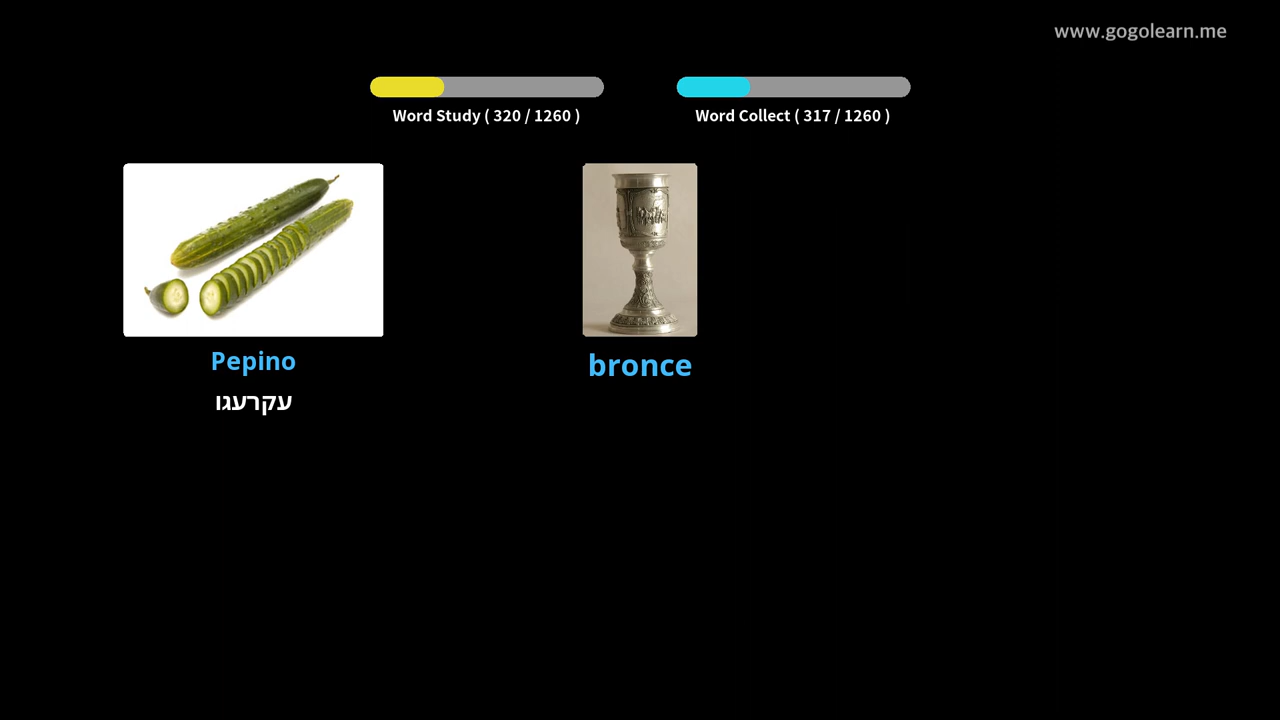 www.gogolearn.me
Word Study ( 320 / 1260 )
Word Collect ( 317 / 1260 )
Pepino
עקרעגו
bronce